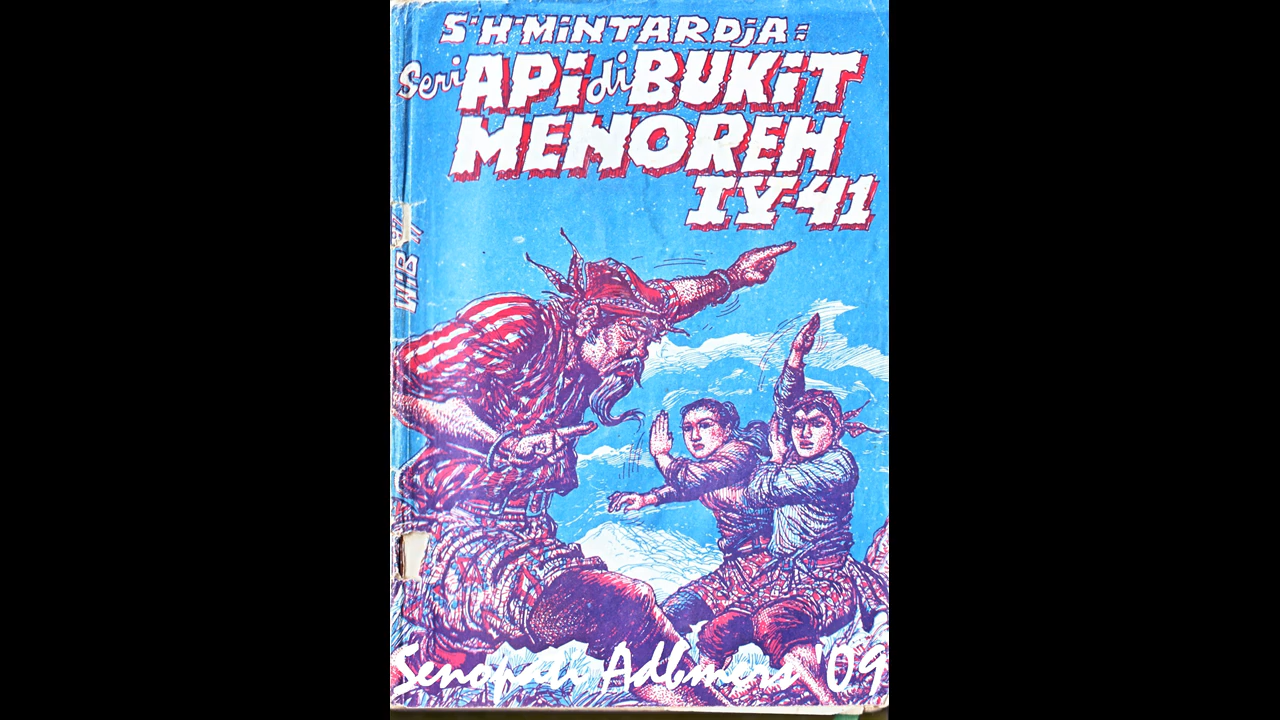 S·H·MiNTARDJA:
Seri API di BUKiT
MENOREH
IV-41
Senopati Adbmers '09